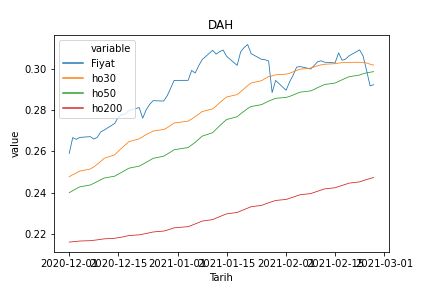 DAH
variable
Fiyat
ho30
ho50
ho200
value
0.30
0.28
0.26
0.24
0.22
2020-12-01
2020-12-15
2021-01-01
2021-01-15
2021-02-01
2021-02-15
2021-03-01
Tarih